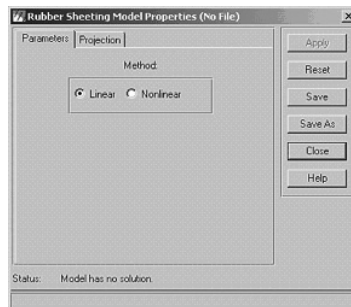 Rubber Sheeting Model Properties (No File)
Parameters Projection
Method:
Linear Nonlinear
Apply
Reset
Save
Save As
Close
Help
Status: Model has no solution.